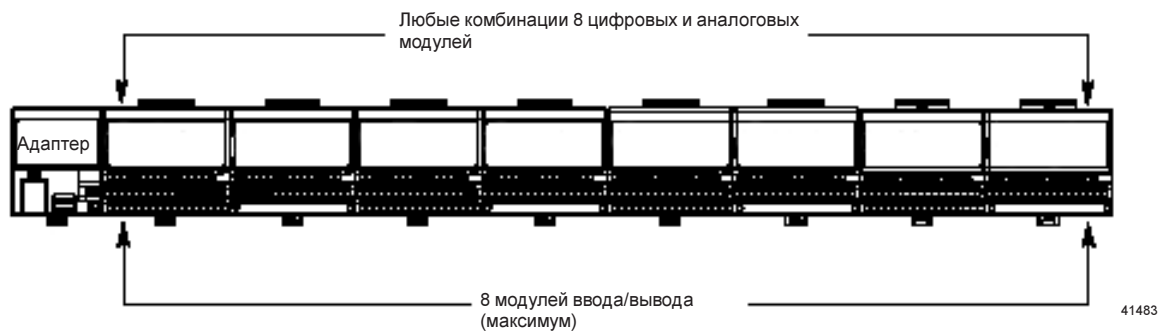 Любые комбинации 8 цифровых и аналоговых
модулей
Адаптер
8 модулей ввода/вывода
(максимум)
41483